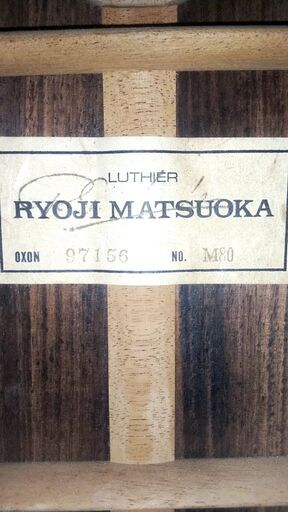 LUTHIER
RYOJI MATSUOKA
OXON 97156 NO. M80